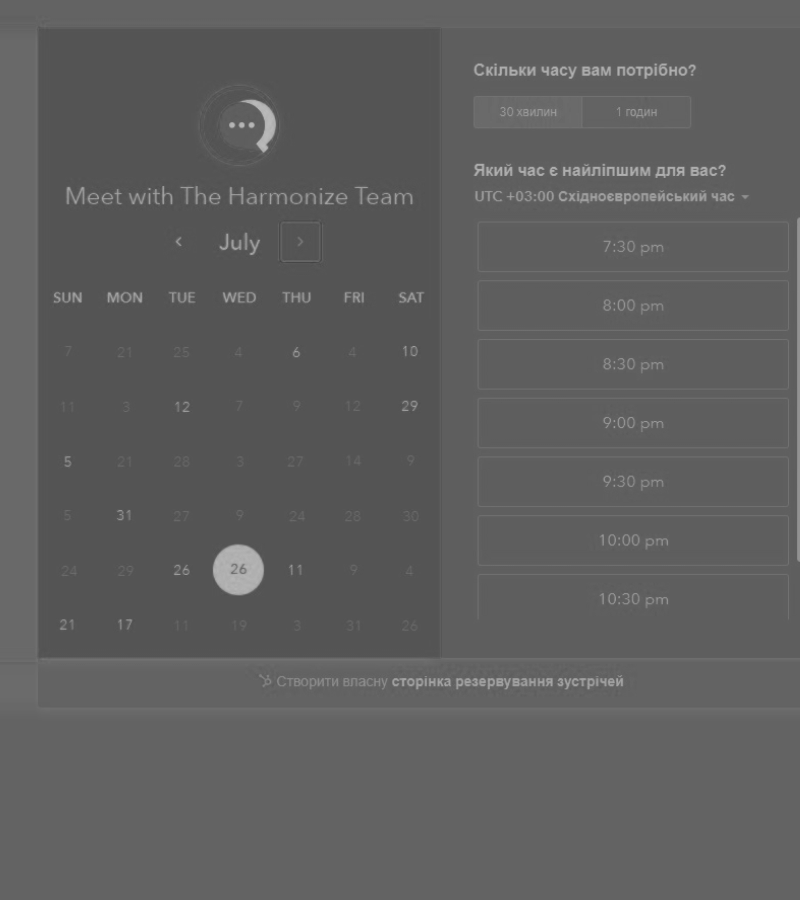 Meet with The Harmonize Team
July
SUN MON TUE WED THU FRI SAT
7 21 25 4 6 4 10
11 3 12 7 9 12 29
5 21 28 3 27 14 9
5 31 27 9 24 28 30
24 29 26 26 11 9 4
21 17 11 19 3 31 26
Скільки часу вам потрібно?
30 хвилин 1 годин
Який час є найліпшим для вас?
UTC +03:00 Східноєвропейський час
7:30 pm
8:00 pm
8:30 pm
9:00 pm
9:30 pm
10:00 pm
10:30 pm
Створити власну сторінка резервування зустрічей